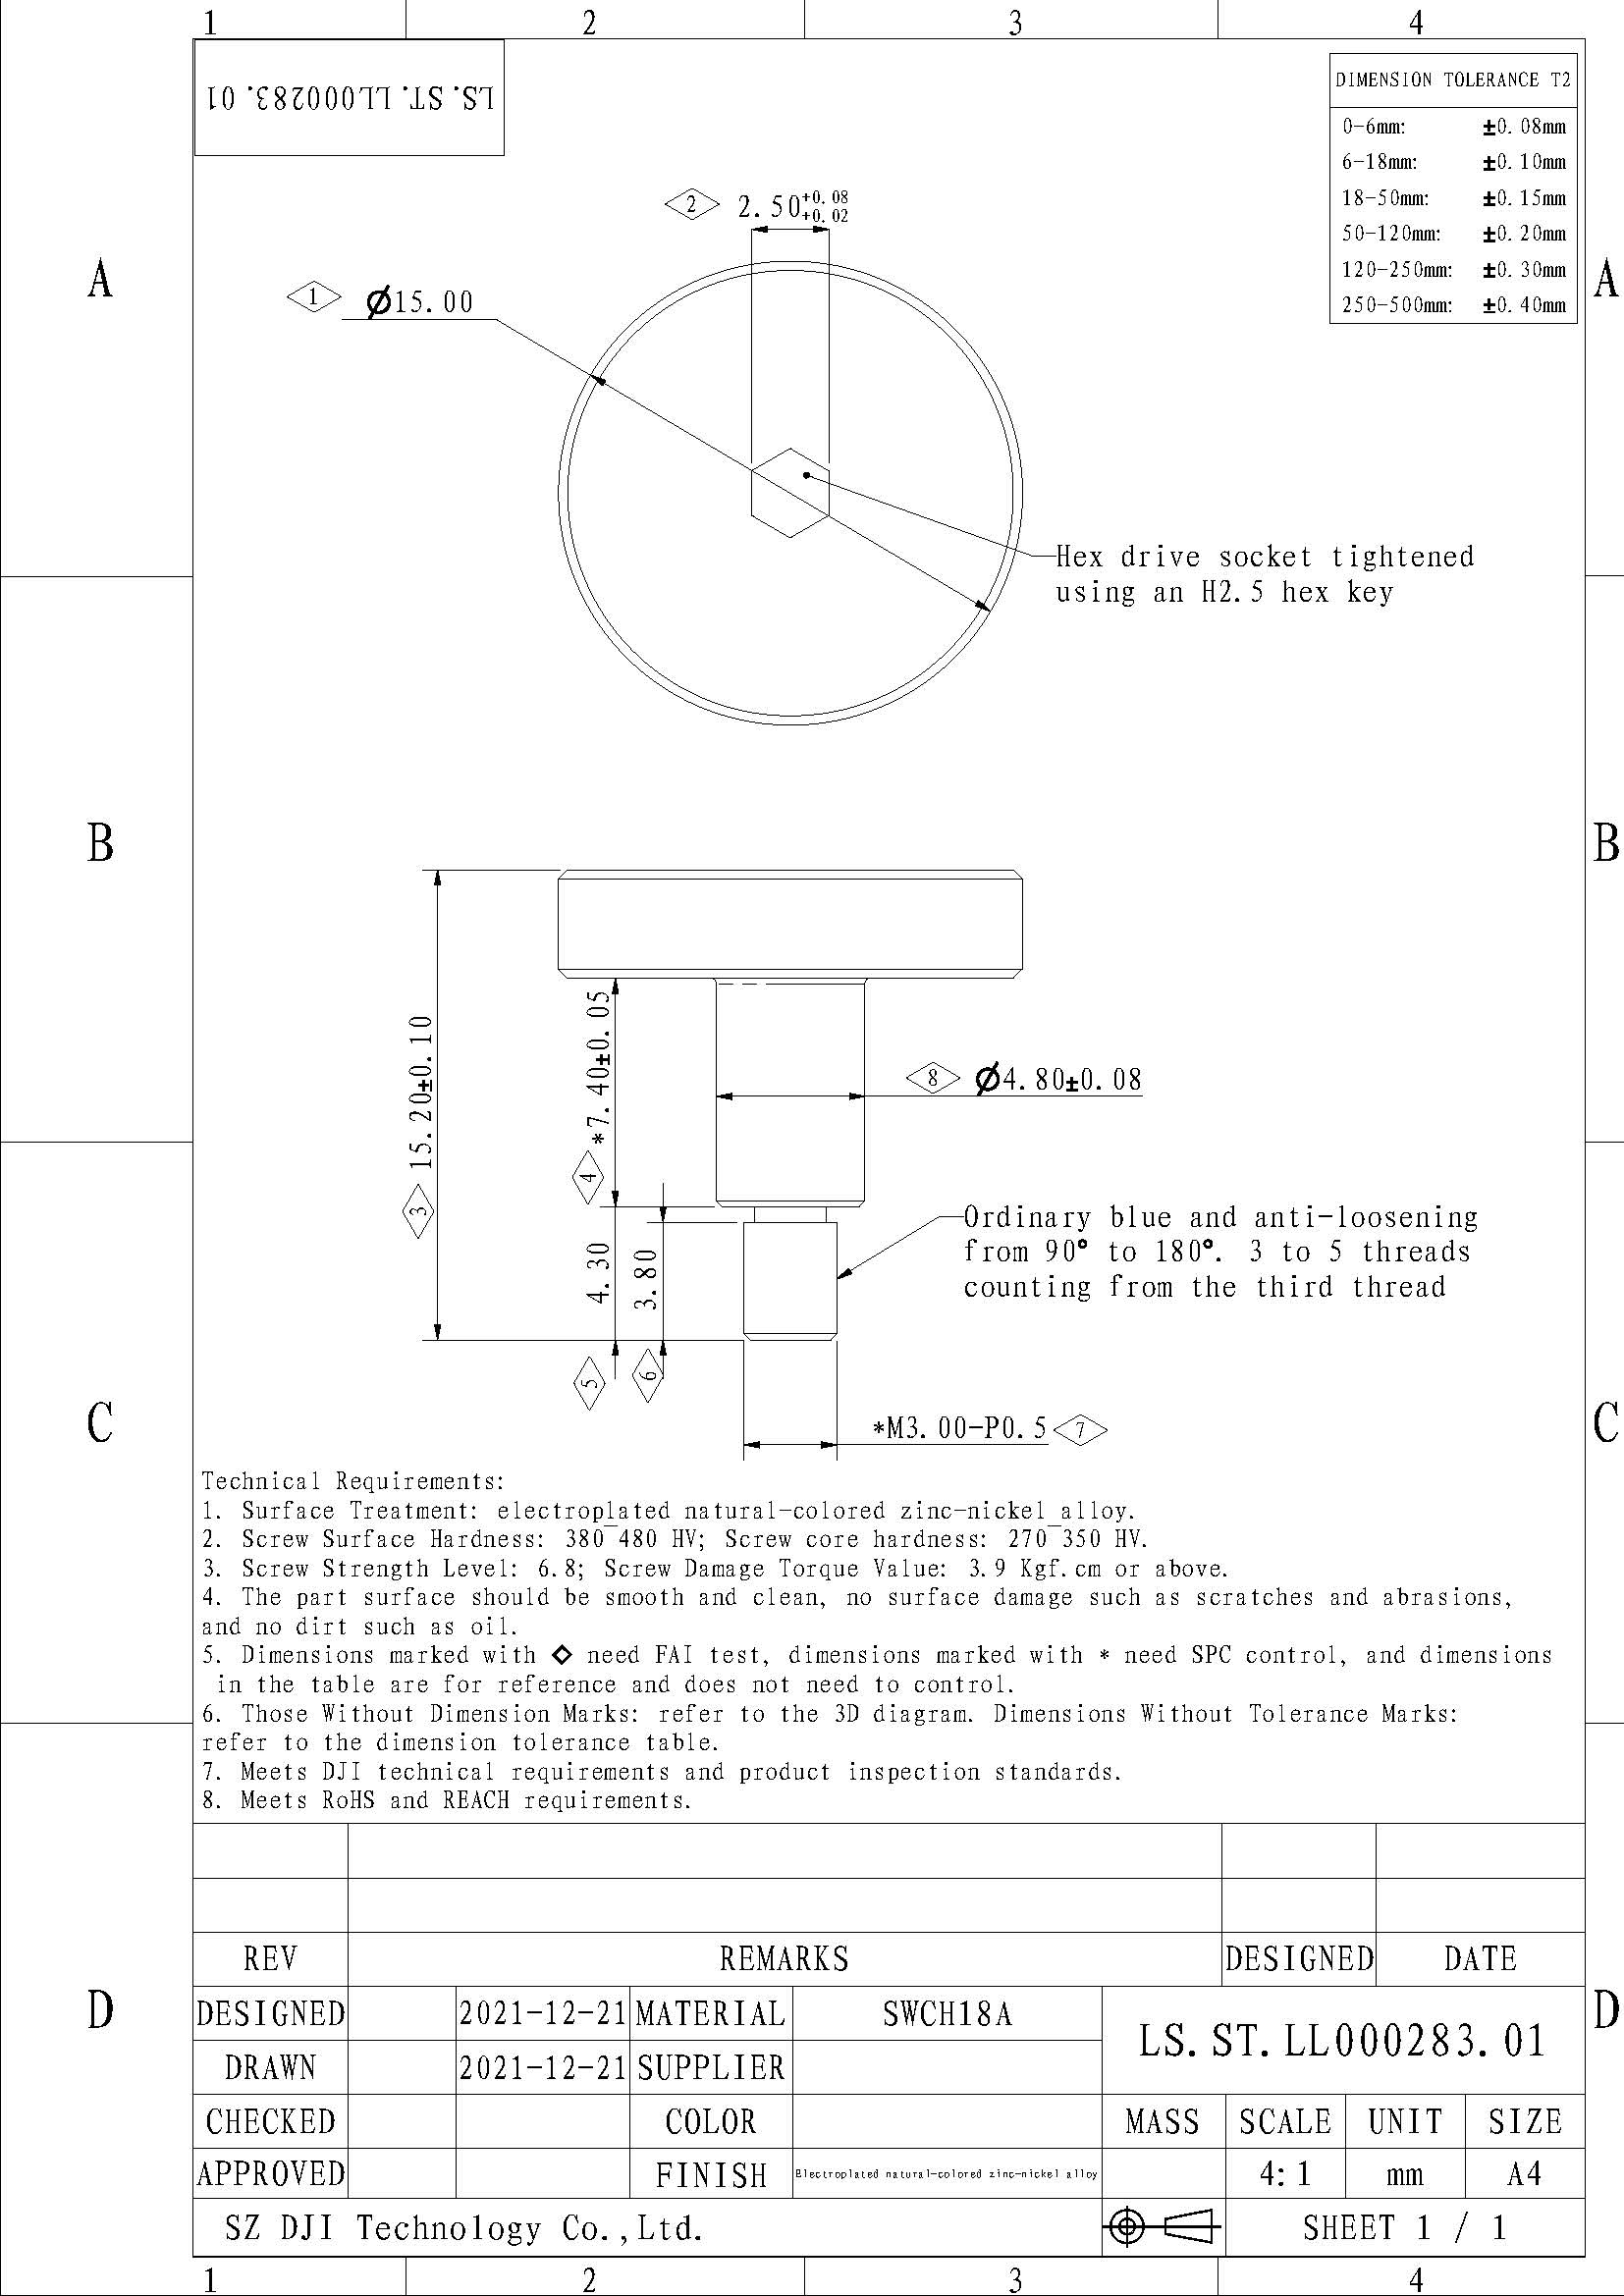 1 2 3 4
LS. ST. LL000283. 01
DIMENSION TOLERANCE T2
0-6mm: ±0. 08mm
6-18mm: ±0. 10mm
18-50mm: ±0. 15mm
50-120mm: ±0. 20mm
120-250mm: ±0. 30mm
250-500mm: ±0. 40mm
2 2. 50 +0. 08
+0. 02
A A
1 Ø15. 00
Hex drive socket tightened
using an H2. 5 hex key
B B
3 15. 20±0. 10
4 *7. 40±0. 05
8 Ø4. 80±0. 08
Ordinary blue and anti-loosening
from 90° to 180°. 3 to 5 threads
counting from the third thread
5 4. 30
6 3. 80
*M3. 00-P0. 5 7
C C
Technical Requirements:
1. Surface Treatment: electroplated natural-colored zinc-nickel alloy.
2. Screw Surface Hardness: 380‾480 HV; Screw core hardness: 270‾350 HV.
3. Screw Strength Level: 6.8; Screw Damage Torque Value: 3.9 Kgf.cm or above.
4. The part surface should be smooth and clean, no surface damage such as scratches and abrasions,
and no dirt such as oil.
5. Dimensions marked with ◇ need FAI test, dimensions marked with * need SPC control, and dimensions
in the table are for reference and does not need to control.
6. Those Without Dimension Marks: refer to the 3D diagram. Dimensions Without Tolerance Marks:
refer to the dimension tolerance table.
7. Meets DJI technical requirements and product inspection standards.
8. Meets RoHS and REACH requirements.
REV REMARKS DESIGNED DATE
D D
DESIGNED 2021-12-21 MATERIAL SWCH18A
LS. ST. LL000283. 01
DRAWN 2021-12-21 SUPPLIER
CHECKED COLOR MASS SCALE UNIT SIZE
APPROVED FINISH Electroplated natural-colored zinc-nickel alloy 4:1 mm A4
SZ DJI Technology Co.,Ltd. SHEET 1 / 1
1 2 3 4